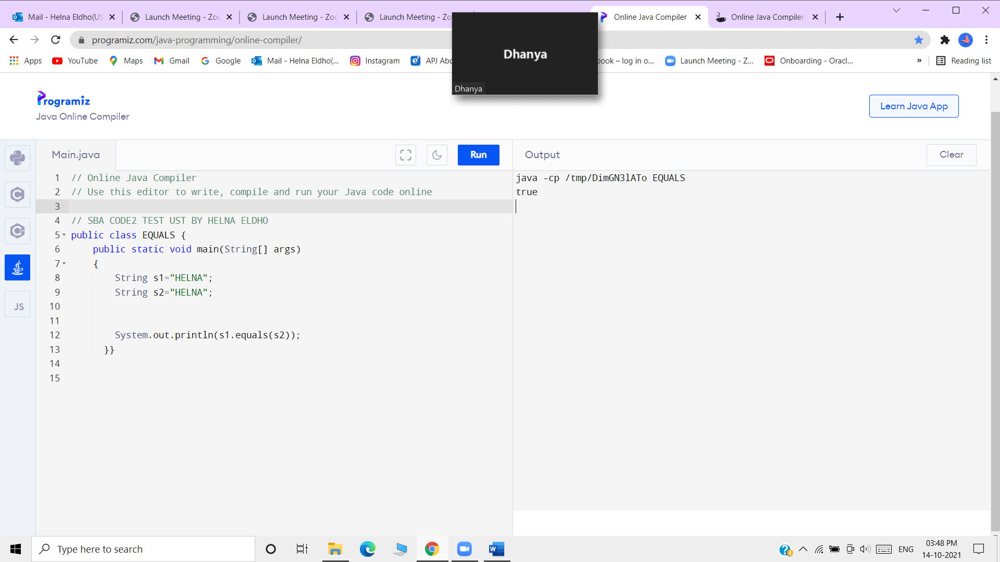 Mail - Helna Eldho(US
Launch Meeting - Zoo
Launch Meeting - Zoo
Launch Meeting - Zo
Online Java Compiler
Online Java Compiler
programiz.com/java-programming/online-compiler/
Apps
YouTube
Maps
Gmail
Google
Mail - Helna Eldho(...
Instagram
APJ Abo
book – log in o...
Launch Meeting - Z...
Onboarding - Oracl...
»
Reading list
Dhanya
Dhanya
Programiz
Java Online Compiler
Learn Java App
Main.java
Run
Output
Clear
1 // Online Java Compiler
2 // Use this editor to write, compile and run your Java code online
3
4 // SBA CODE2 TEST UST BY HELNA ELDHO
5 public class EQUALS {
6 public static void main(String[] args)
7 {
8 String s1="HELNA";
9 String s2="HELNA";
10
11
12 System.out.println(s1.equals(s2));
13 }}
14
15
java -cp /tmp/DimGN3lATo EQUALS
true
C
C++
JS
Type here to search
W
ENG
03:48 PM
14-10-2021